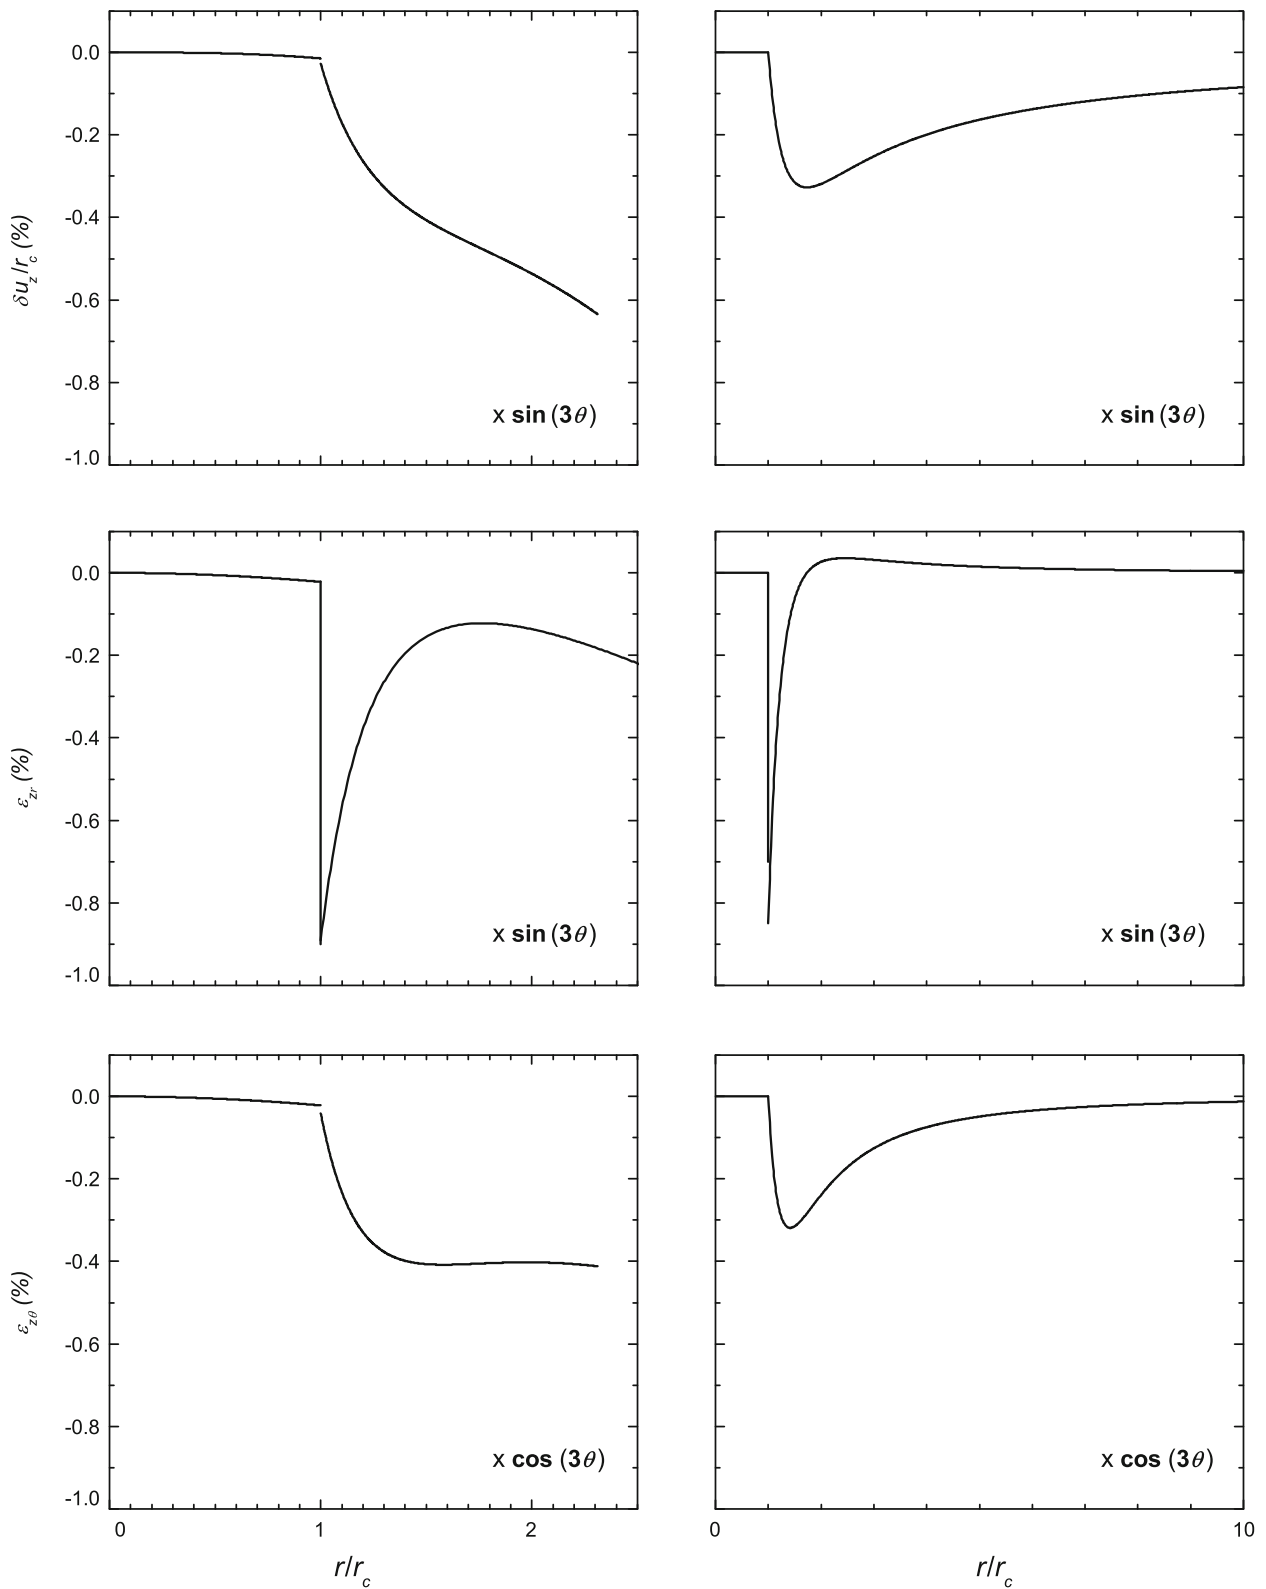 0.0
-0.2
-0.4
-0.6
-0.8
-1.0
δu_z/r_c (%)
x sin (3θ)
x sin (3θ)
0.0
-0.2
-0.4
-0.6
-0.8
-1.0
ε_zr (%)
x sin (3θ)
x sin (3θ)
0.0
-0.2
-0.4
-0.6
-0.8
-1.0
ε_zθ (%)
x cos (3θ)
x cos (3θ)
0 1 2
0 10
r/r_c
r/r_c